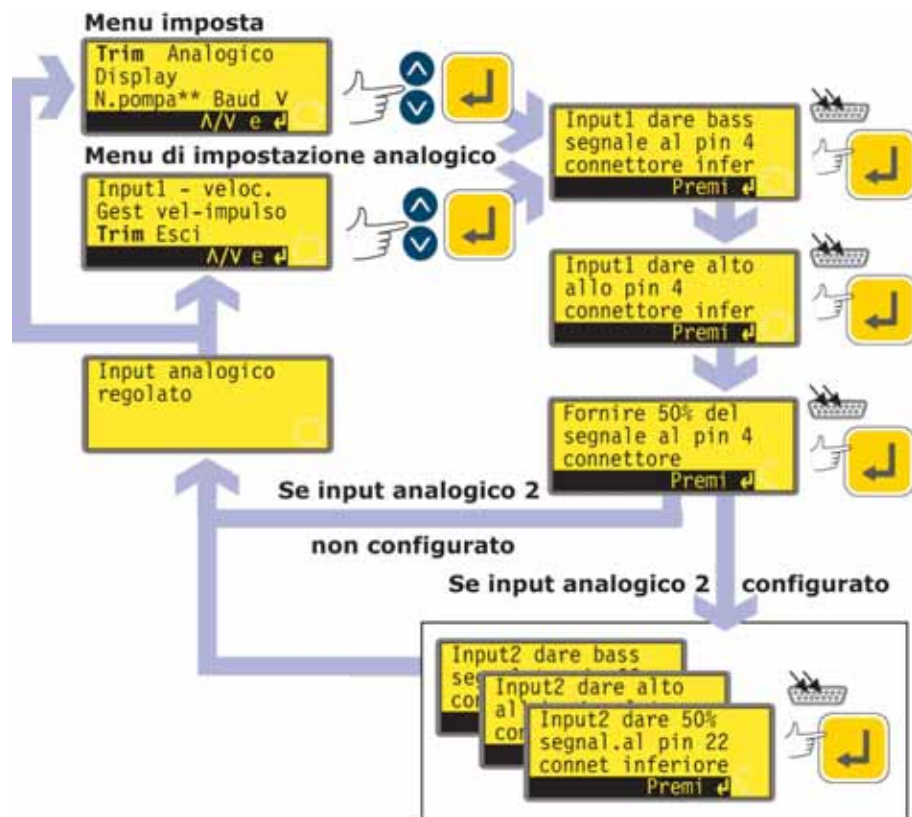 Menu imposta
Trim Analogico
Display
N.pompa** Baud V
Λ/V e ↵
Menu di impostazione analogico
Input1 - veloc.
Gest vel-impulso
Trim Esci
Λ/V e ↵
Input1 dare bass
segnale al pin 4
connettore infer
Premi ↵
Input1 dare alto
allo pin 4
connettore infer
Premi ↵
Input analogico
regolato
Fornire 50% del
segnale al pin 4
connettore
Premi ↵
Se input analogico 2
non configurato
Se input analogico 2 configurato
Input2 dare bass
Input2 dare alto
Input2 dare 50%
segnal.al pin 22
connet inferiore
Premi ↵